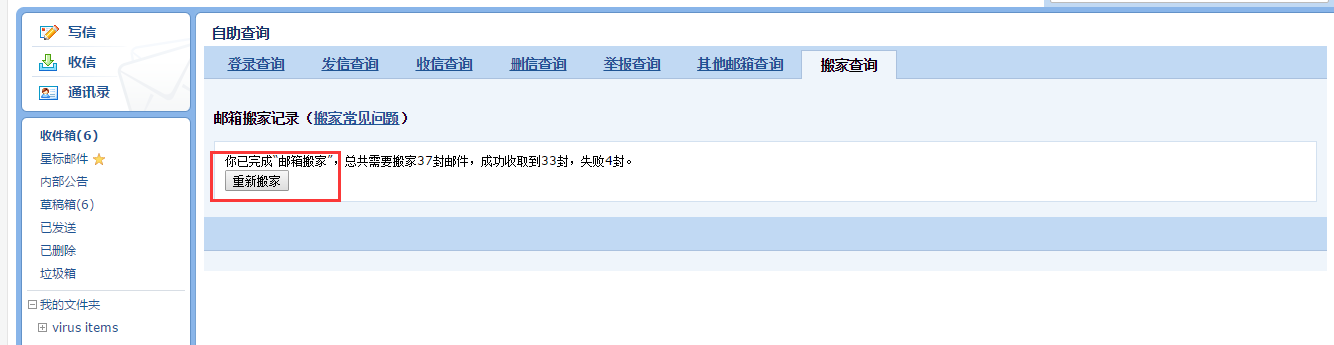 写信
收信
通讯录
收件箱(6)
星标邮件
内部公告
草稿箱(6)
已发送
已删除
垃圾箱
我的文件夹
virus items
自助查询
登录查询 发信查询 收信查询 删信查询 举报查询 其他邮箱查询 搬家查询
邮箱搬家记录（搬家常见问题）
你已完成“邮箱搬家”，总共需要搬家37封邮件，成功收取到33封，失败4封。
重新搬家